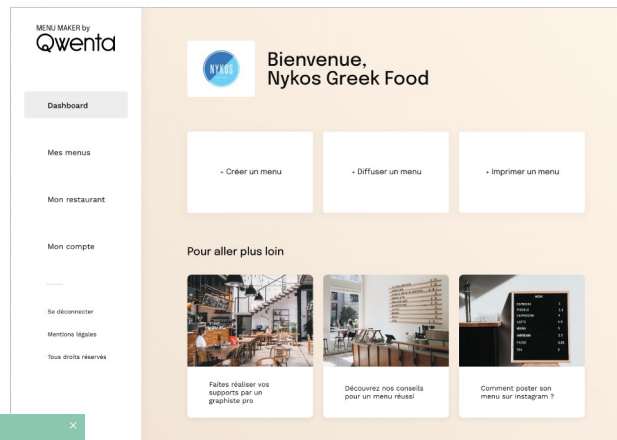 MENU MAKER by
Qwenta
Dashboard
Mes menus
Mon restaurant
Mon compte
Se déconnecter
Mentions légales
Tous droits réservés
NYKOS
Bienvenue,
Nykos Greek Food
+ Créer un menu
+ Diffuser un menu
+ Imprimer un menu
Pour aller plus loin
Faites réaliser vos
supports par un
graphiste pro
Découvrez nos conseils
pour un menu réussi
MENU
Comment poster son
menu sur Instagram ?